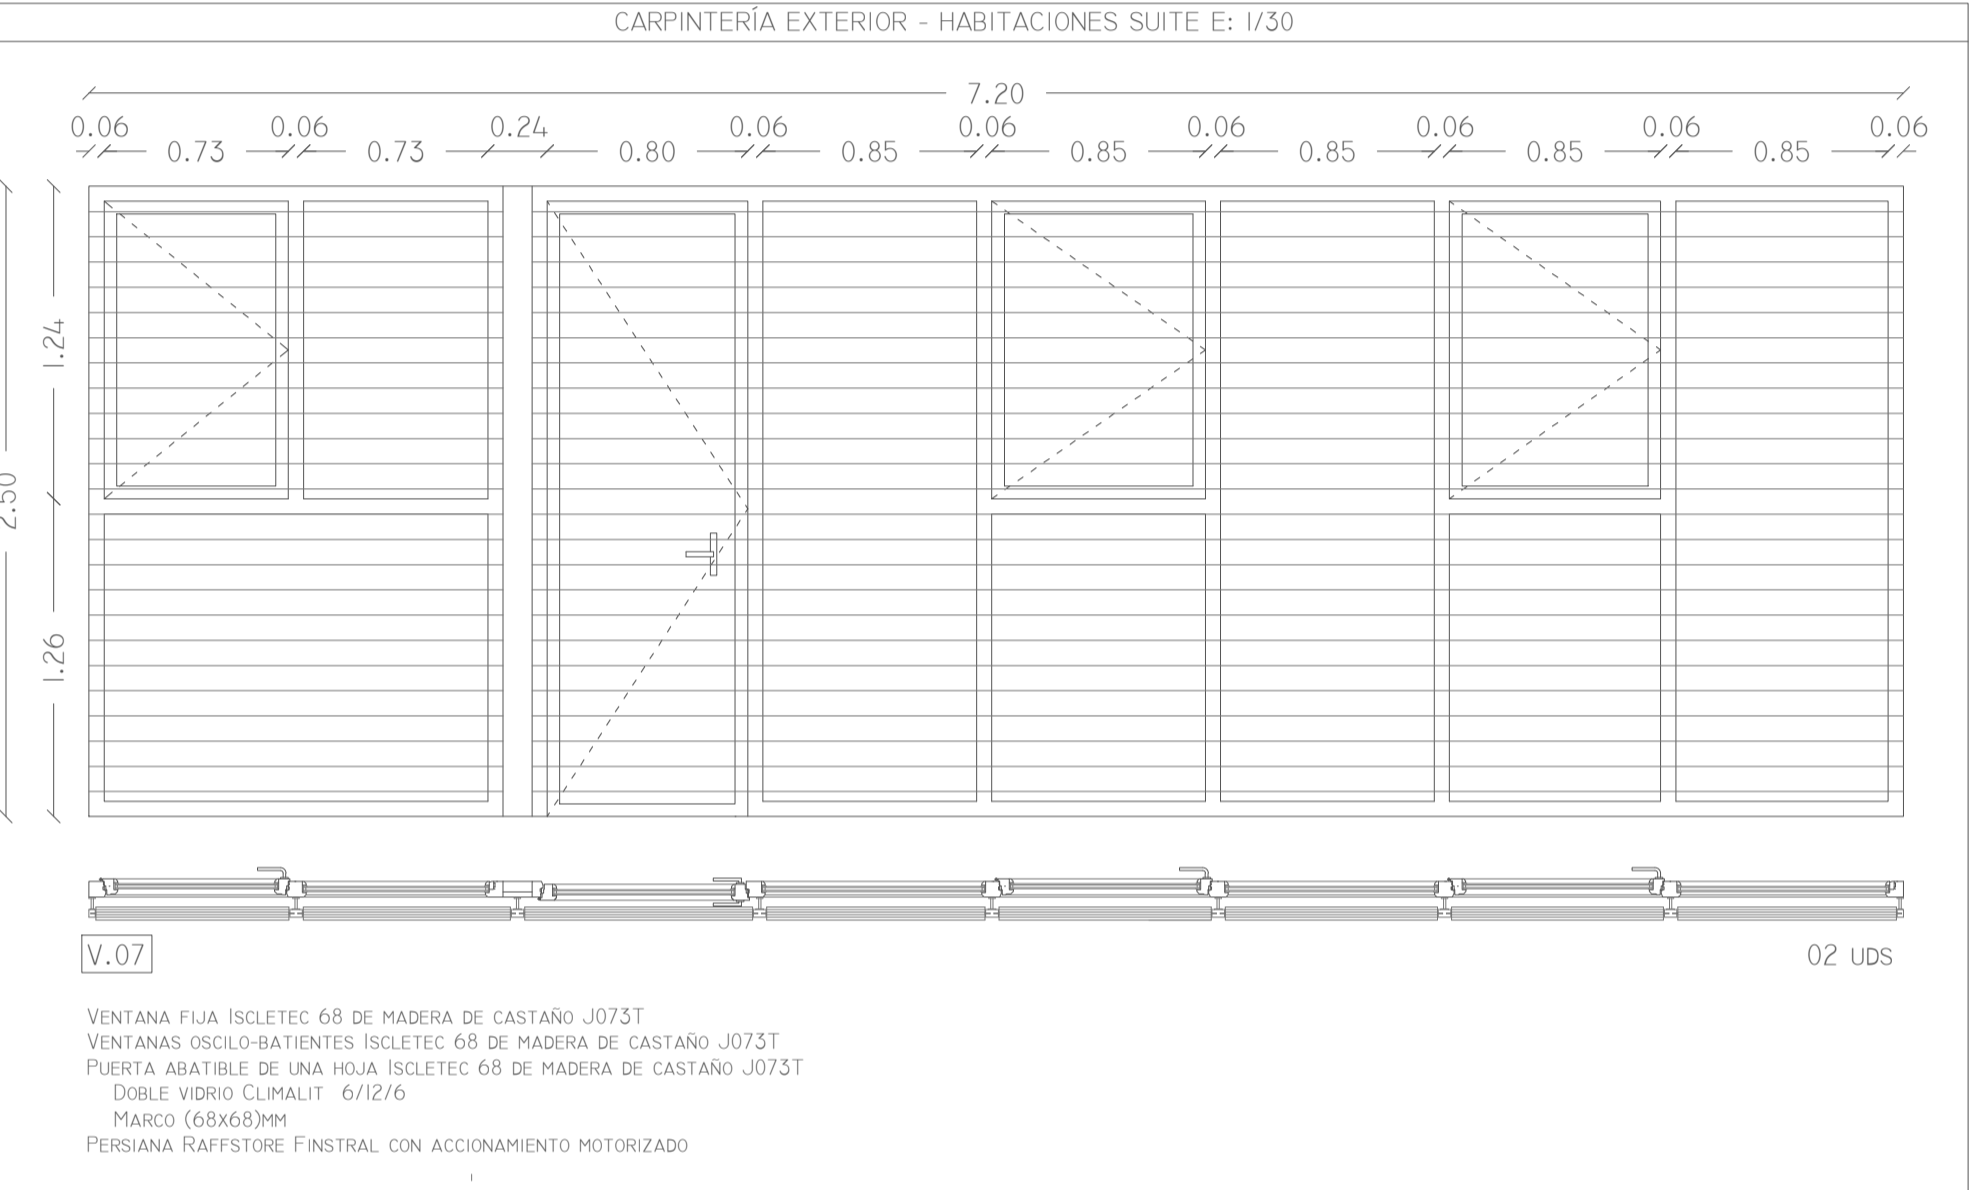 CARPINTERÍA EXTERIOR - HABITACIONES SUITE E: 1/30
7.20
0.06 0.06 0.24 0.06 0.06 0.06 0.06 0.06 0.06
0.73 0.73 0.80 0.85 0.85 0.85 0.85 0.85
2.50
1.24
1.26
V.07
02 UDS
VENTANA FIJA ISCLETEC 68 DE MADERA DE CASTAÑO J073T
VENTANAS OSCILO-BATIENTES ISCLETEC 68 DE MADERA DE CASTAÑO J073T
PUERTA ABATIBLE DE UNA HOJA ISCLETEC 68 DE MADERA DE CASTAÑO J073T
DOBLE VIDRIO CLIMALIT 6/12/6
MARCO (68X68)MM
PERSIANA RAFFSTORE FINSTRAL CON ACCIONAMIENTO MOTORIZADO